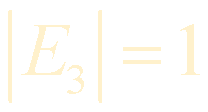 |E₃| = 1